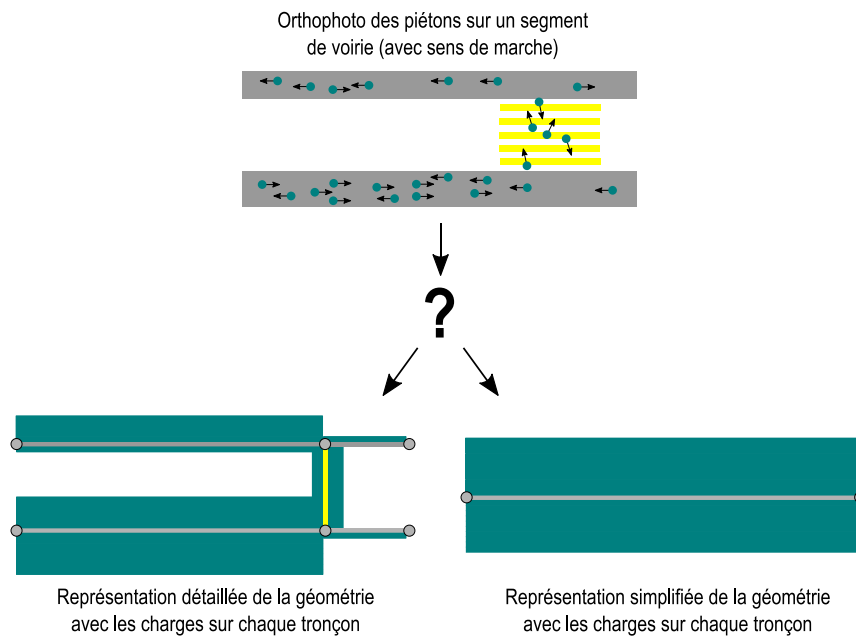 Orthophoto des piétons sur un segment
de voirie (avec sens de marche)
?
Représentation détaillée de la géométrie
avec les charges sur chaque tronçon
Représentation simplifiée de la géométrie
avec les charges sur chaque tronçon